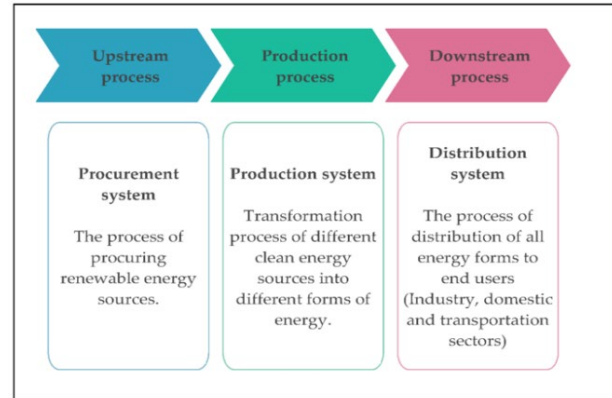 Upstream
process
Production
process
Downstream
process
Procurement
system
The process of
procuring
renewable energy
sources.
Production system
Transformation
process of different
clean energy
sources into
different forms of
energy.
Distribution
system
The process of
distribution of all
energy forms to
end users
(Industry, domestic
and transportation
sectors)